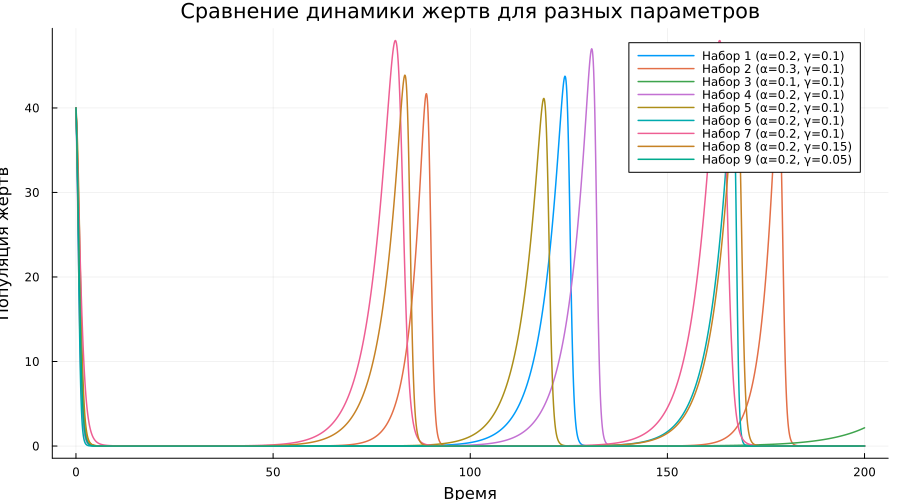 Сравнение динамики жертв для разных параметров
Популяция жертв
40
30
20
10
0
0 50 100 150 200
Время
Набор 1 (α=0.2, γ=0.1)
Набор 2 (α=0.3, γ=0.1)
Набор 3 (α=0.1, γ=0.1)
Набор 4 (α=0.2, γ=0.1)
Набор 5 (α=0.2, γ=0.1)
Набор 6 (α=0.2, γ=0.1)
Набор 7 (α=0.2, γ=0.1)
Набор 8 (α=0.2, γ=0.15)
Набор 9 (α=0.2, γ=0.05)